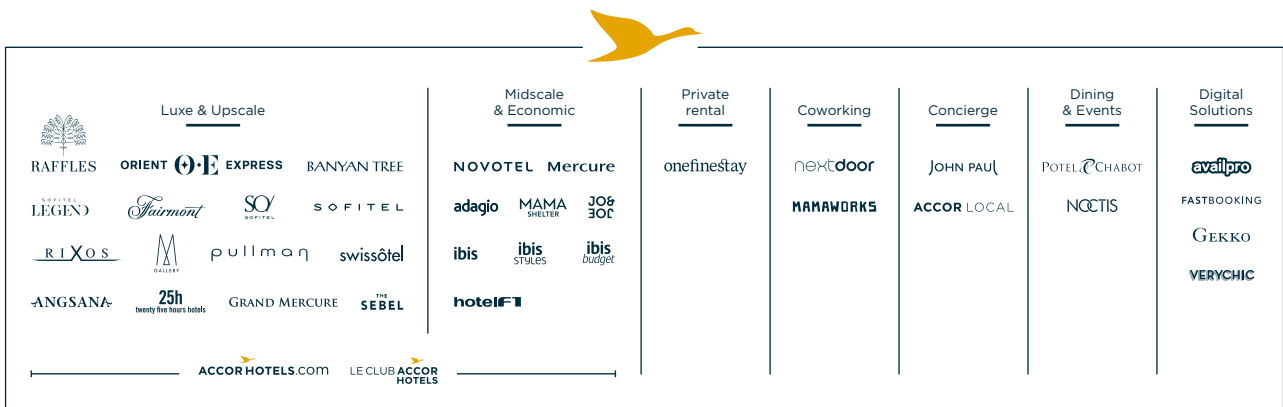 Luxe & Upscale
RAFFLES
ORIENT O·E EXPRESS
BANYAN TREE
SOFITEL
LEGEND
Fairmont
SO/
SOFITEL
SOFITEL
RIXOS
M
GALLERY
pullman
swissôtel
ANGSANA
25h
twenty five hours hotels
GRAND MERCURE
THE
SEBEL
Midscale
& Economic
NOVOTEL
Mercure
adagio
MAMA
SHELTER
JO&
JOE
ibis
ibis
STYLES
ibis
budget
hotelF1
ACCORHOTELS.com
LE CLUB ACCOR
HOTELS
Private
rental
onefinestay
Coworking
nextdoor
MAMAWORKS
Concierge
JOHN PAUL
ACCOR LOCAL
Dining
& Events
POTEL & CHABOT
NOCTIS
Digital
Solutions
availpro
FASTBOOKING
GEKKO
VERYCHIC